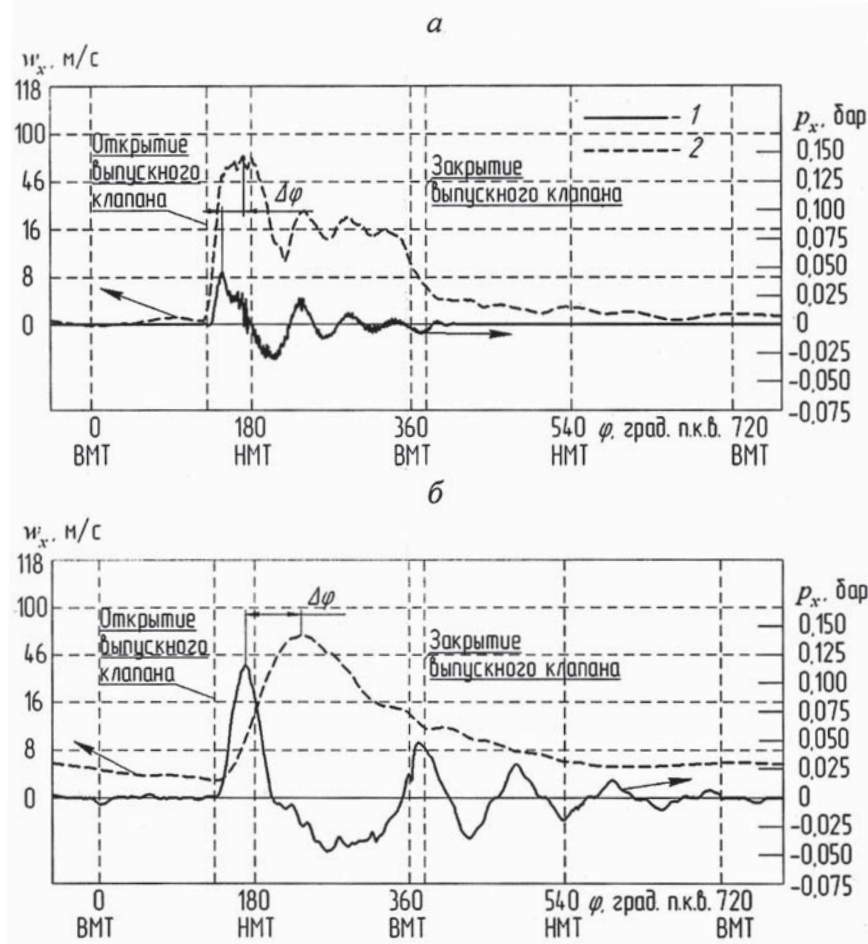 а
w_x, м/с
118
100
46
16
8
0
Открытие
выпускного
клапана
Δφ
1
2
Закрытие
выпускного клапана
p_x, бар
0,150
0,125
0,100
0,075
0,050
0,025
0
-0,025
-0,050
-0,075
0 180 360 540 φ, град. п.к.в. 720
ВМТ НМТ ВМТ НМТ ВМТ
б
w_x, м/с
118
100
46
16
8
0
Открытие
выпускного
клапана
Δφ
Закрытие
выпускного клапана
p_x, бар
0,150
0,125
0,100
0,075
0,050
0,025
0
-0,025
-0,050
-0,075
0 180 360 540 φ, град. п.к.в. 720
ВМТ НМТ ВМТ НМТ ВМТ